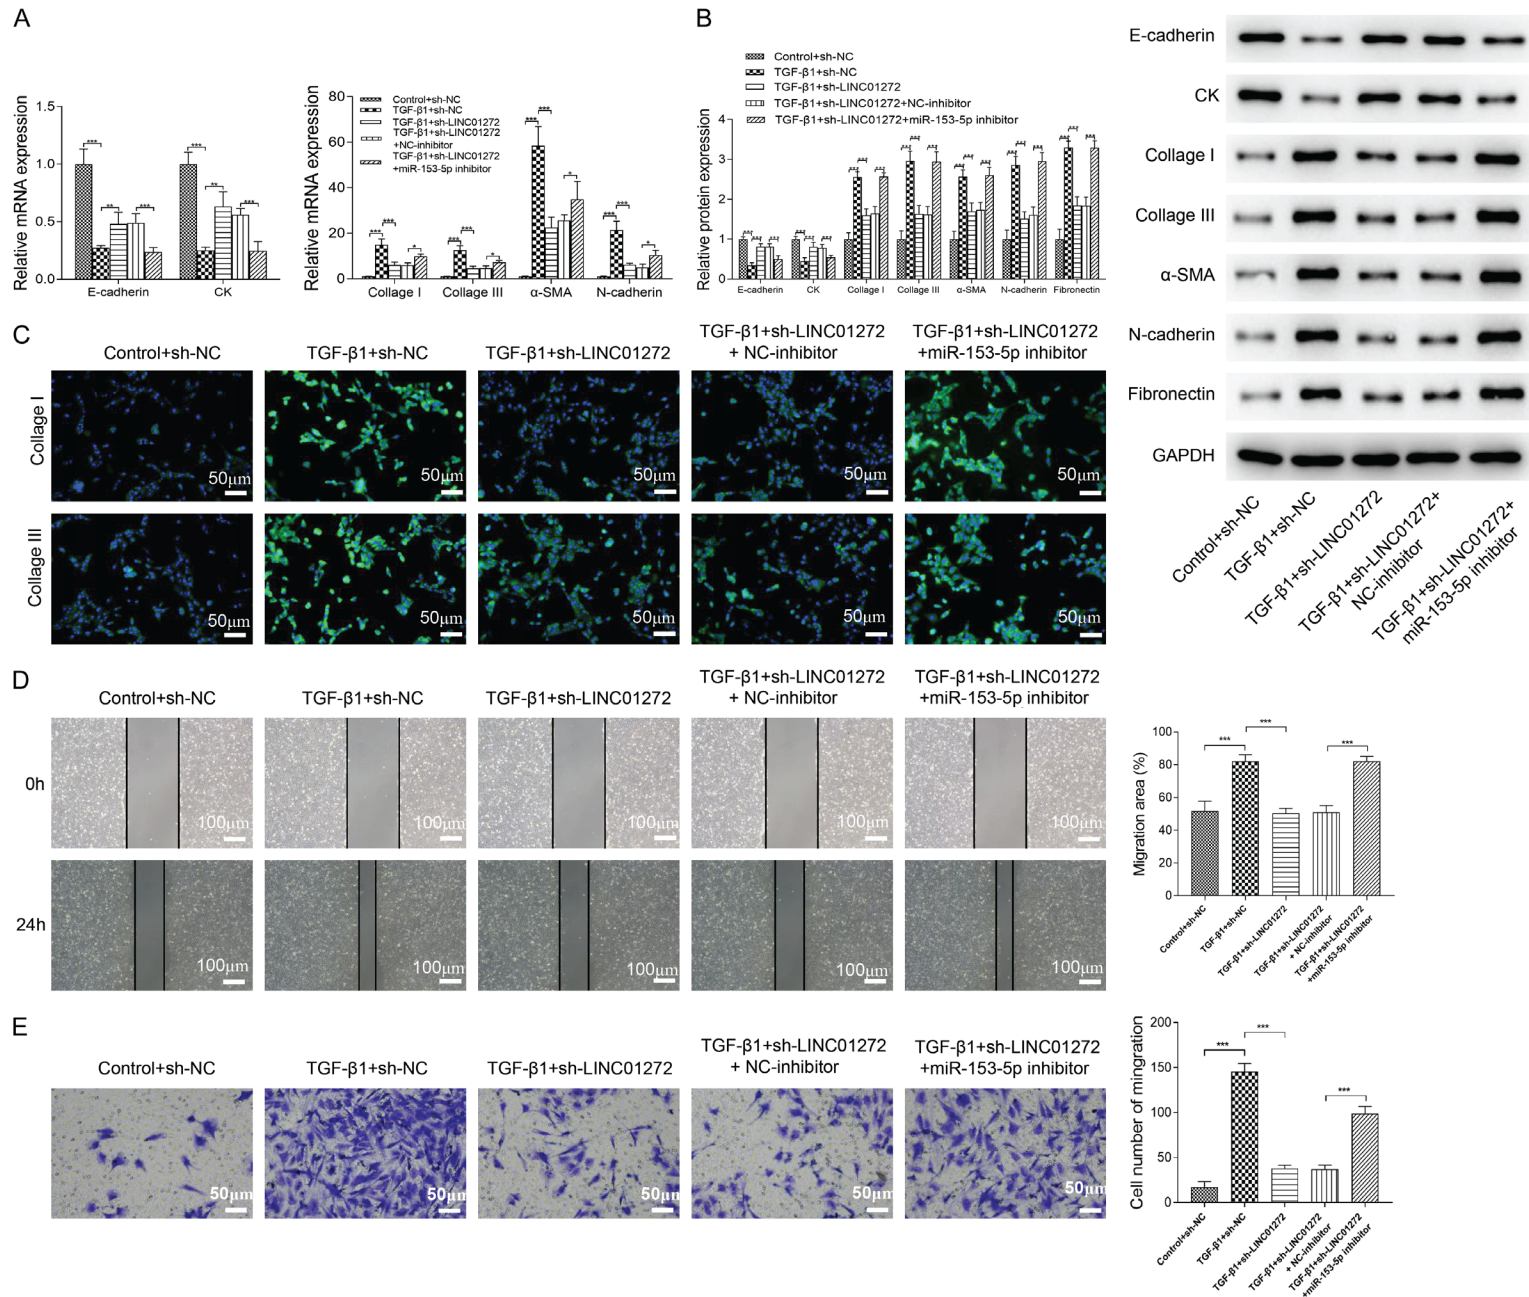 A
Relative mRNA expression
1.5
1.0
0.5
0.0
***
**
***
***
**
***
E-cadherin
CK
Relative mRNA expression
80
60
40
20
0
Control+sh-NC
TGF-β1+sh-NC
TGF-β1+sh-LINC01272
TGF-β1+sh-LINC01272
+NC-inhibitor
TGF-β1+sh-LINC01272
+miR-153-5p inhibitor
***
***
*
***
***
*
***
***
*
***
***
*
Collage I
Collage III
α-SMA
N-cadherin
B
Control+sh-NC
TGF-β1+sh-NC
TGF-β1+sh-LINC01272
TGF-β1+sh-LINC01272+NC-inhibitor
TGF-β1+sh-LINC01272+miR-153-5p inhibitor
Relative protein expression
4
3
2
1
0
E-cadherin
CK
Collage I
Collage III
α-SMA
N-cadherin
Fibronectin
E-cadherin
CK
Collage I
Collage III
α-SMA
N-cadherin
Fibronectin
GAPDH
Control+sh-NC
TGF-β1+sh-NC
TGF-β1+sh-LINC01272
TGF-β1+sh-LINC01272+
NC-inhibitor
TGF-β1+sh-LINC01272+
miR-153-5p inhibitor
C
Control+sh-NC
TGF-β1+sh-NC
TGF-β1+sh-LINC01272
TGF-β1+sh-LINC01272
+ NC-inhibitor
TGF-β1+sh-LINC01272
+miR-153-5p inhibitor
Collage I
50μm
50μm
50μm
50μm
50μm
Collage III
50μm
50μm
50μm
50μm
50μm
D
Control+sh-NC
TGF-β1+sh-NC
TGF-β1+sh-LINC01272
TGF-β1+sh-LINC01272
+ NC-inhibitor
TGF-β1+sh-LINC01272
+miR-153-5p inhibitor
0h
100μm
100μm
100μm
100μm
100μm
24h
100μm
100μm
100μm
100μm
100μm
Migration area (%)
100
80
60
40
20
0
***
***
***
Control+sh-NC
TGF-β1+sh-NC
TGF-β1+sh-LINC01272
TGF-β1+sh-LINC01272
+ NC-inhibitor
TGF-β1+sh-LINC01272
+miR-153-5p inhibitor
E
Control+sh-NC
TGF-β1+sh-NC
TGF-β1+sh-LINC01272
TGF-β1+sh-LINC01272
+ NC-inhibitor
TGF-β1+sh-LINC01272
+miR-153-5p inhibitor
50μm
50μm
50μm
50μm
50μm
Cell number of mingration
200
150
100
50
0
***
***
***
Control+sh-NC
TGF-β1+sh-NC
TGF-β1+sh-LINC01272
TGF-β1+sh-LINC01272
+ NC-inhibitor
TGF-β1+sh-LINC01272
+miR-153-5p inhibitor